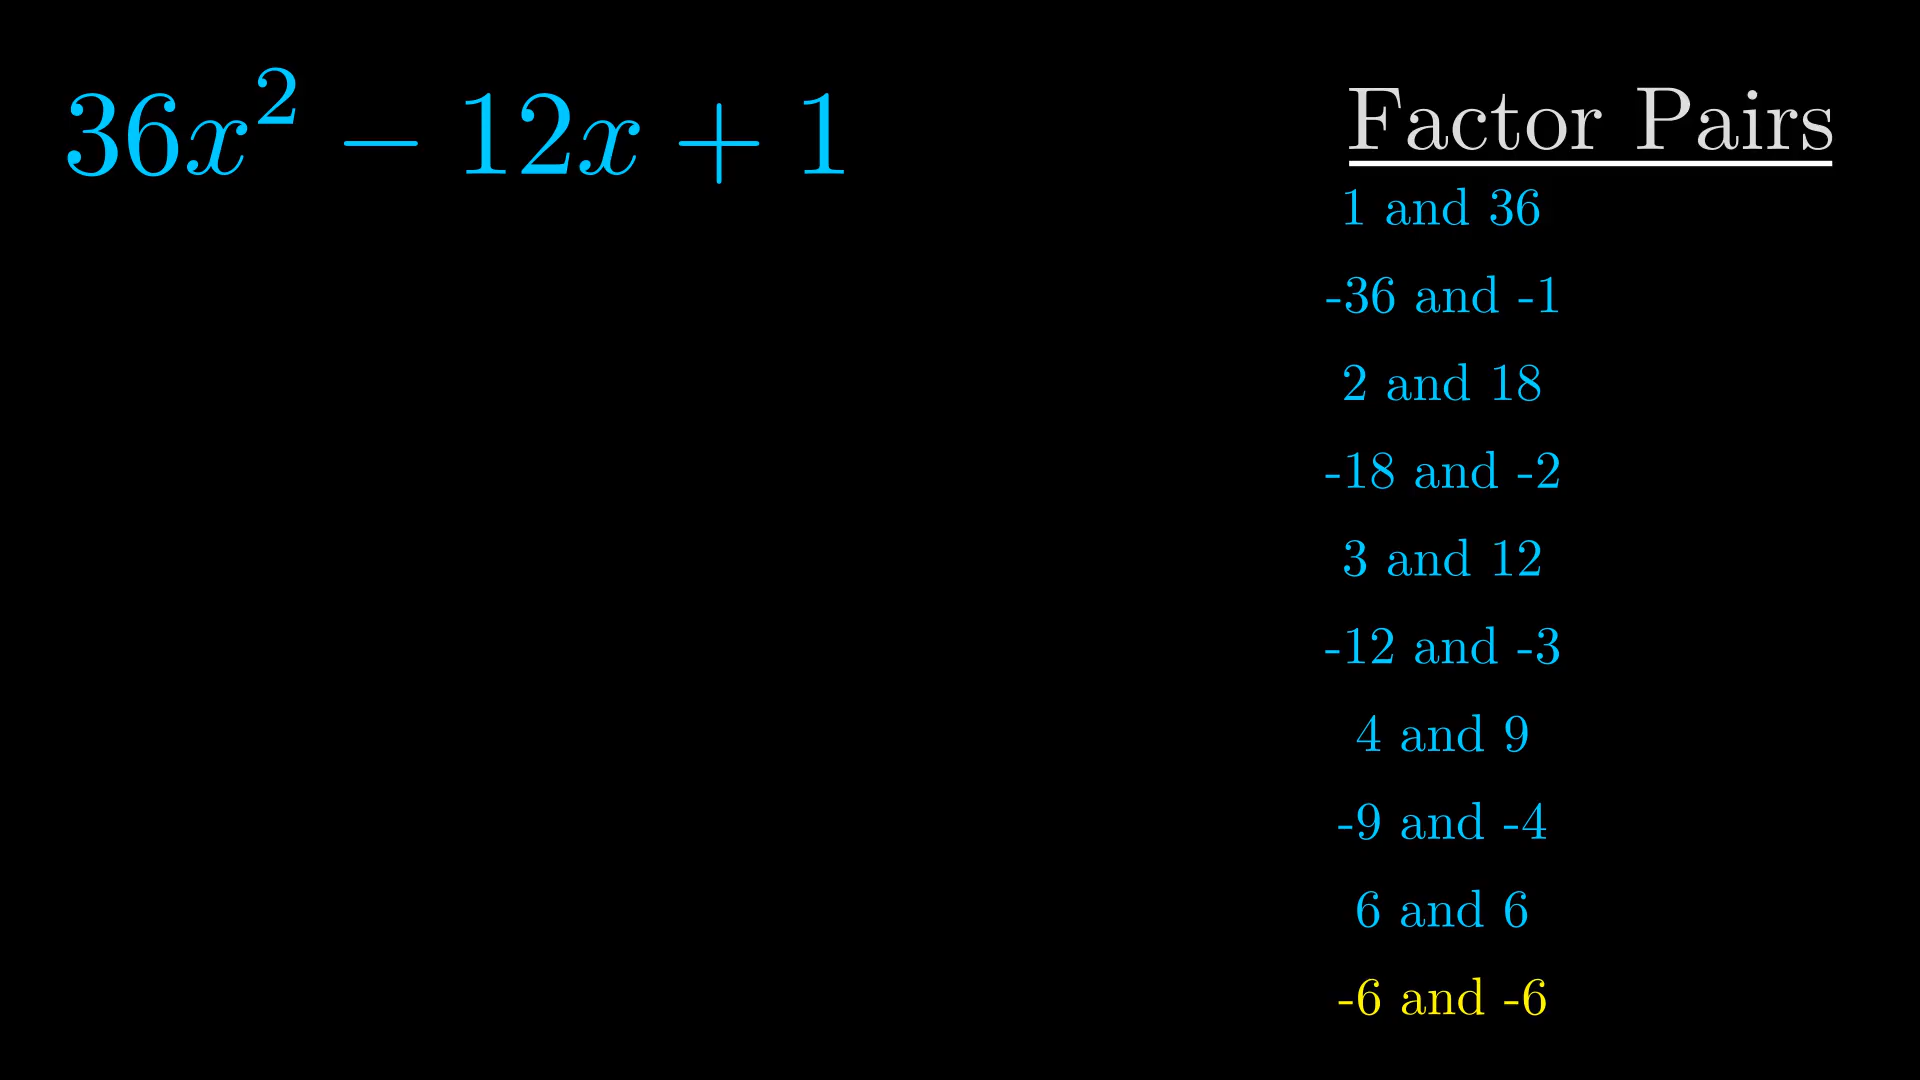 36x² − 12x + 1
Factor Pairs
1 and 36
-36 and -1
2 and 18
-18 and -2
3 and 12
-12 and -3
4 and 9
-9 and -4
6 and 6
-6 and -6